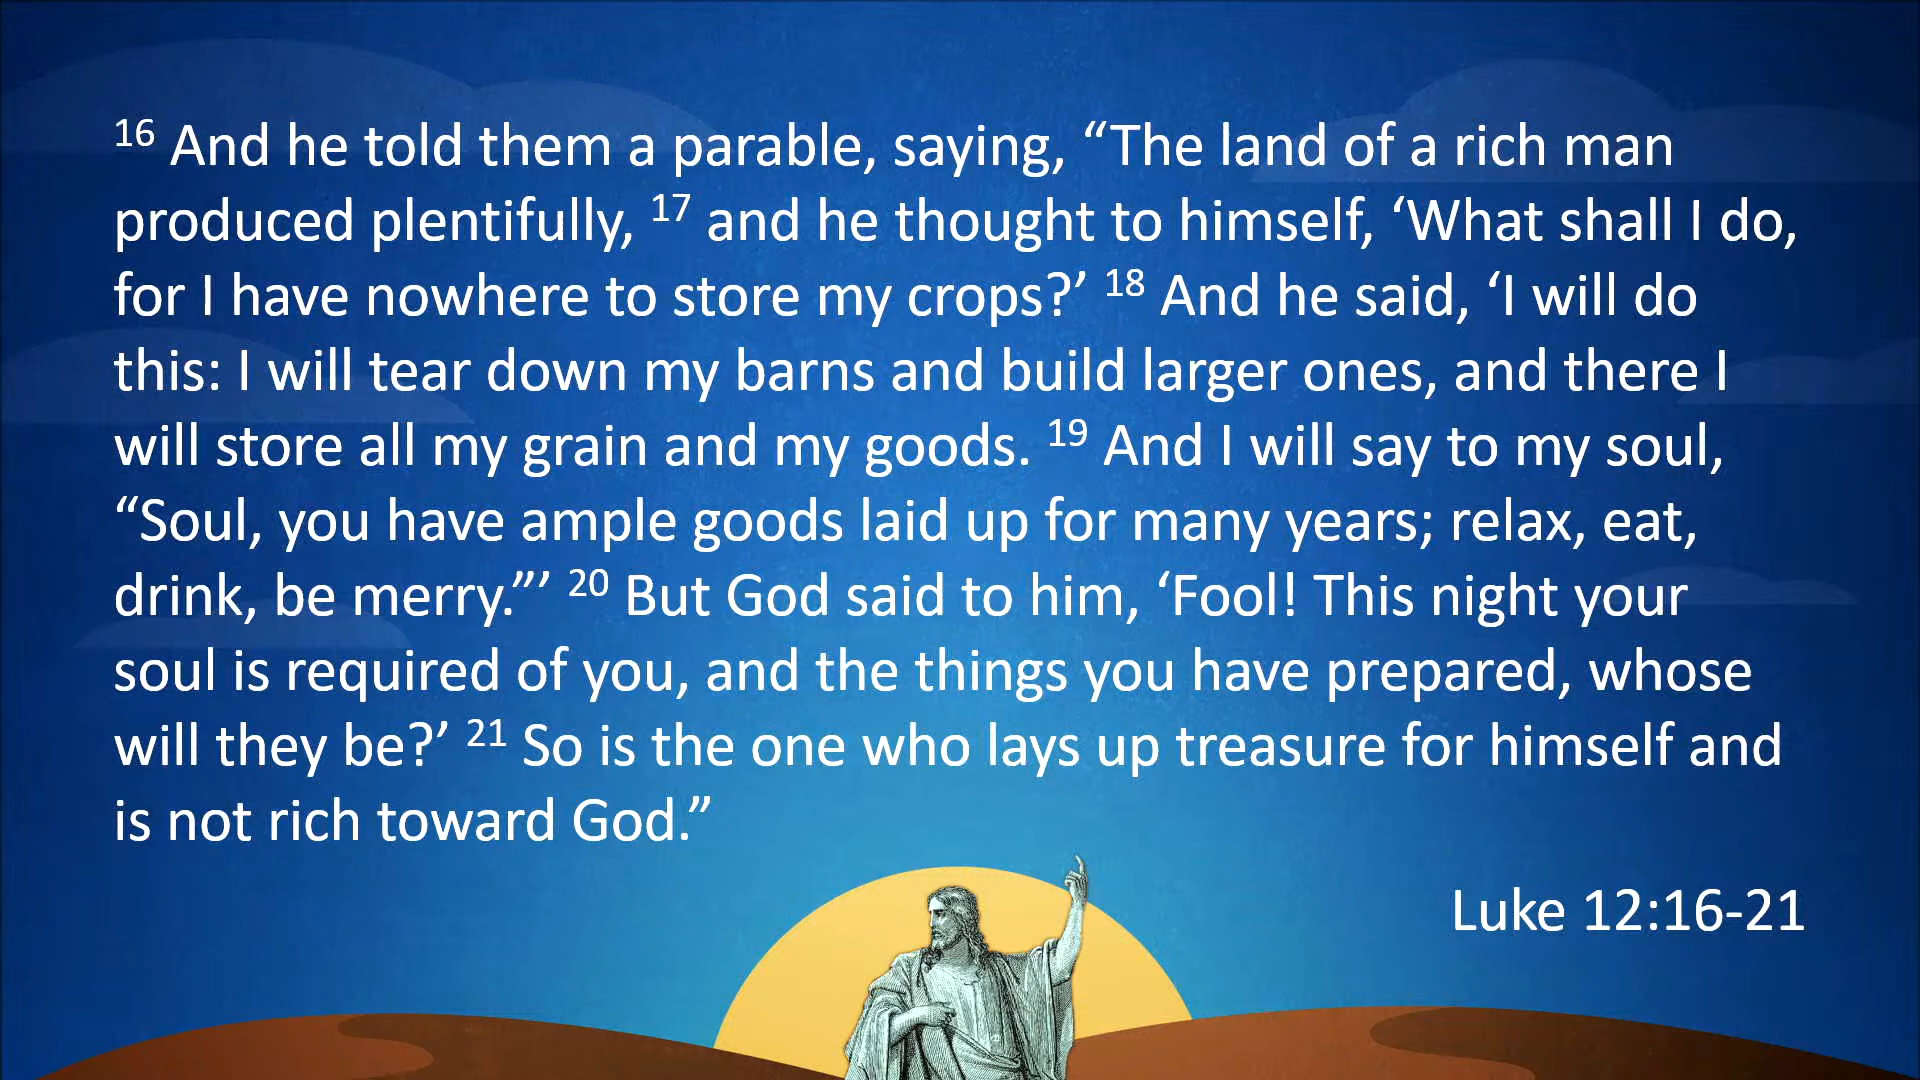 16 And he told them a parable, saying, “The land of a rich man
produced plentifully, 17 and he thought to himself, ‘What shall I do,
for I have nowhere to store my crops?’ 18 And he said, ‘I will do
this: I will tear down my barns and build larger ones, and there I
will store all my grain and my goods. 19 And I will say to my soul,
“Soul, you have ample goods laid up for many years; relax, eat,
drink, be merry.”’ 20 But God said to him, ‘Fool! This night your
soul is required of you, and the things you have prepared, whose
will they be?’ 21 So is the one who lays up treasure for himself and
is not rich toward God.”
Luke 12:16-21